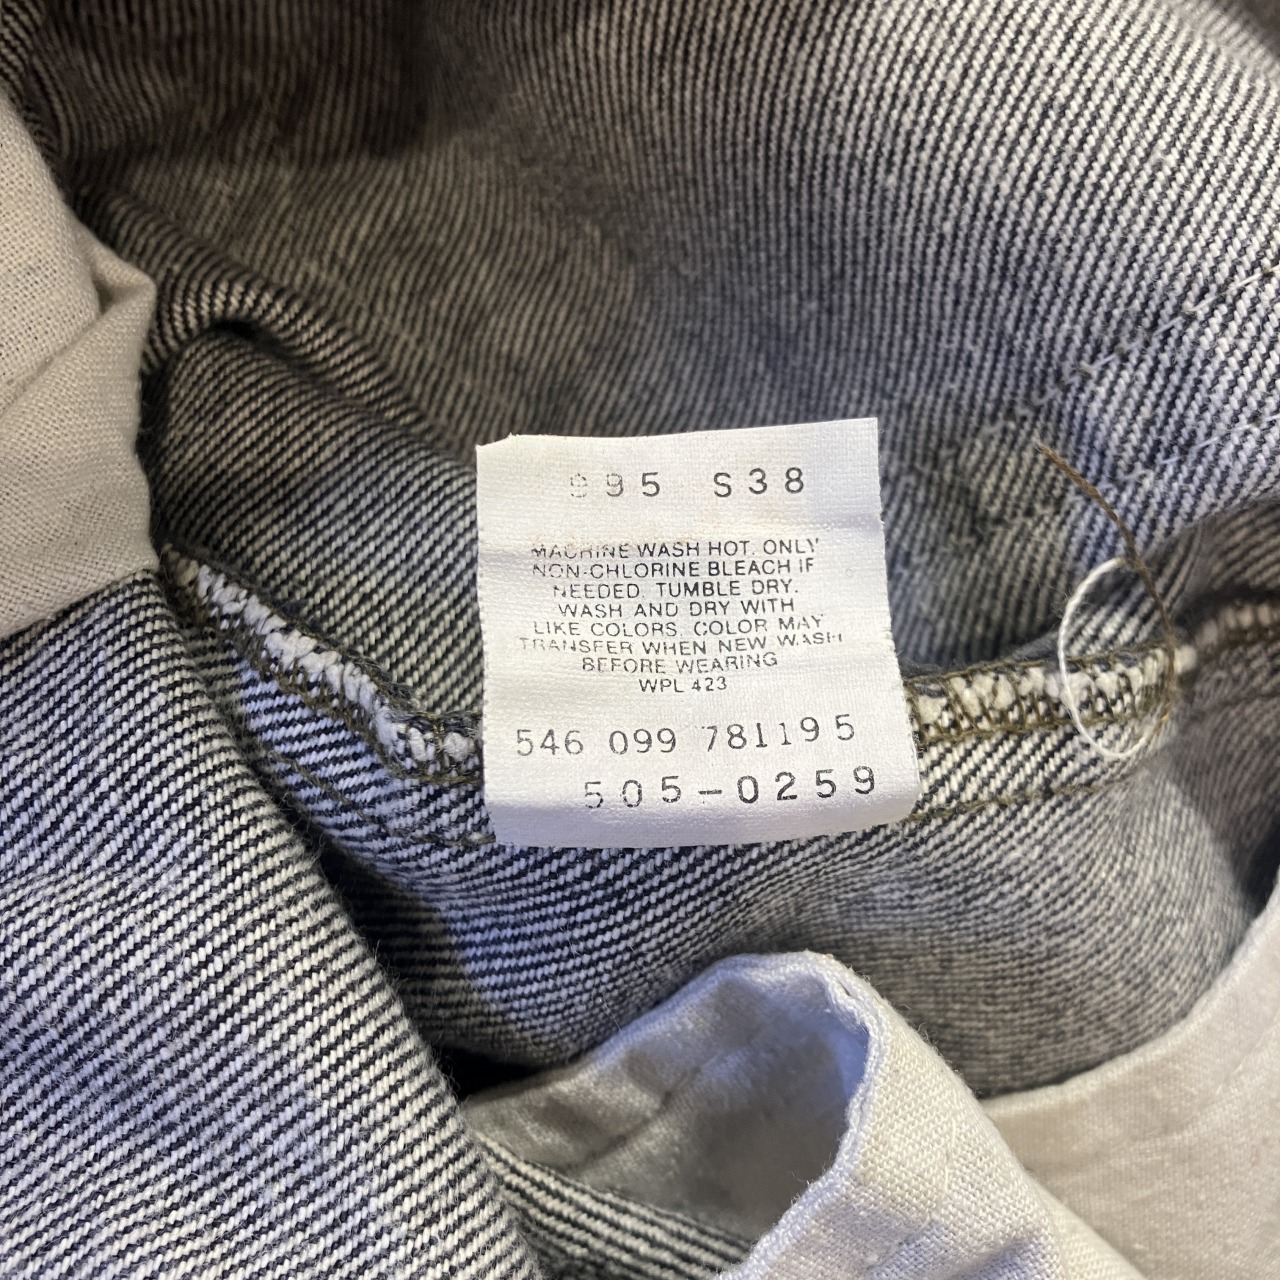 995 S38
MACHINE WASH HOT. ONLY
NON-CHLORINE BLEACH IF
NEEDED. TUMBLE DRY.
WASH AND DRY WITH
LIKE COLORS. COLOR MAY
TRANSFER WHEN NEW WASH
BEFORE WEARING
WPL 423
546 099 781195
505-0259